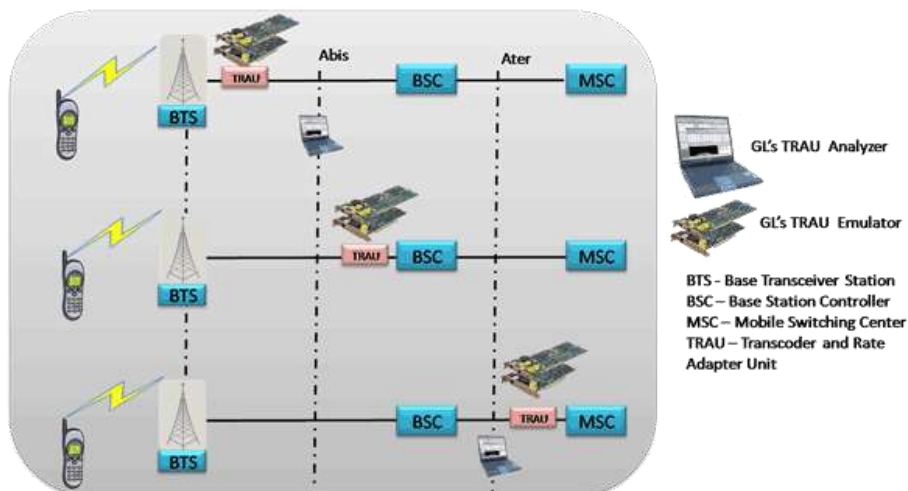 Abis
Ater
TRAU
BSC
MSC
BTS
GL's TRAU Analyzer
GL's TRAU Emulator
TRAU
BSC
MSC
BTS
BTS - Base Transceiver Station
BSC – Base Station Controller
MSC – Mobile Switching Center
TRAU – Transcoder and Rate
Adapter Unit
BSC
TRAU
MSC
BTS